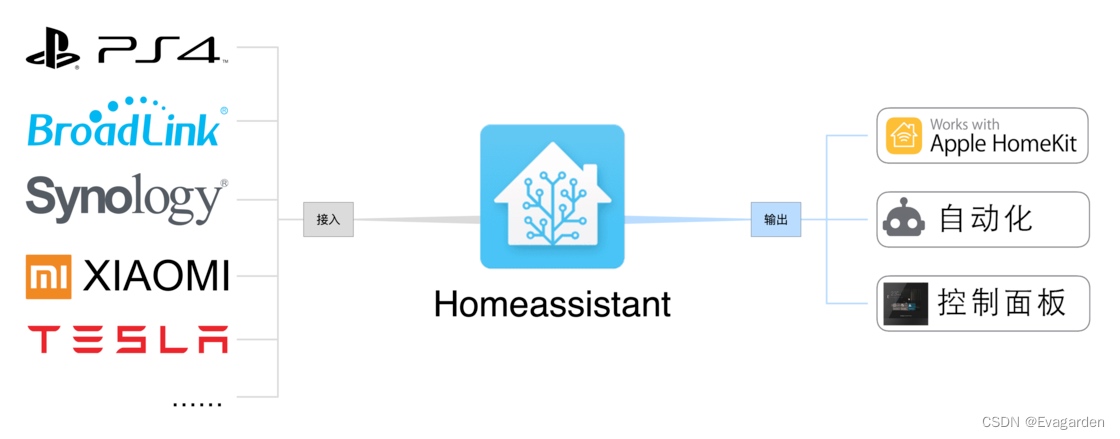 PS4™
BroadLink®
Synology®
mi XIAOMI
TESLA
......
接入
Homeassistant
输出
Works with
Apple HomeKit
自动化
控制面板
CSDN @Evagarden